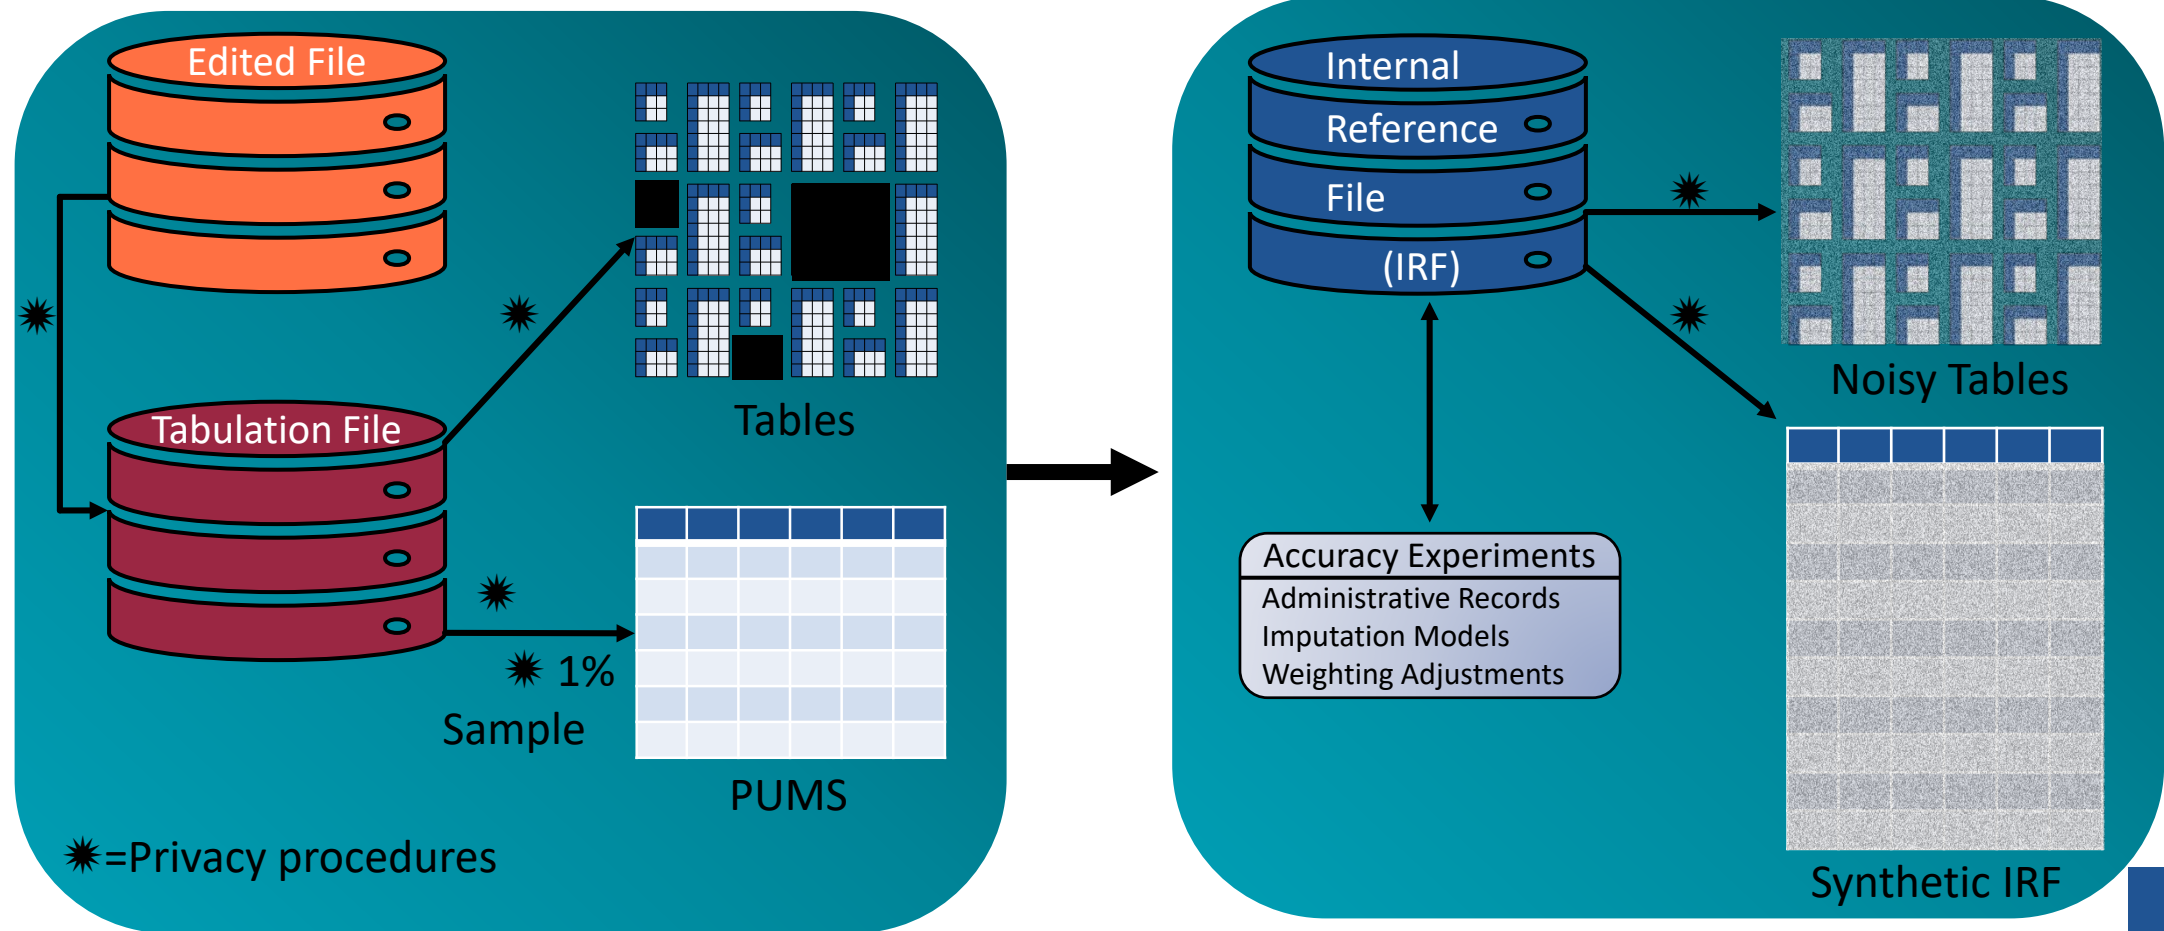 Edited File
Tables
Tabulation File
1%
Sample
PUMS
=Privacy procedures
Internal
Reference
File
(IRF)
Noisy Tables
Accuracy Experiments
Administrative Records
Imputation Models
Weighting Adjustments
Synthetic IRF